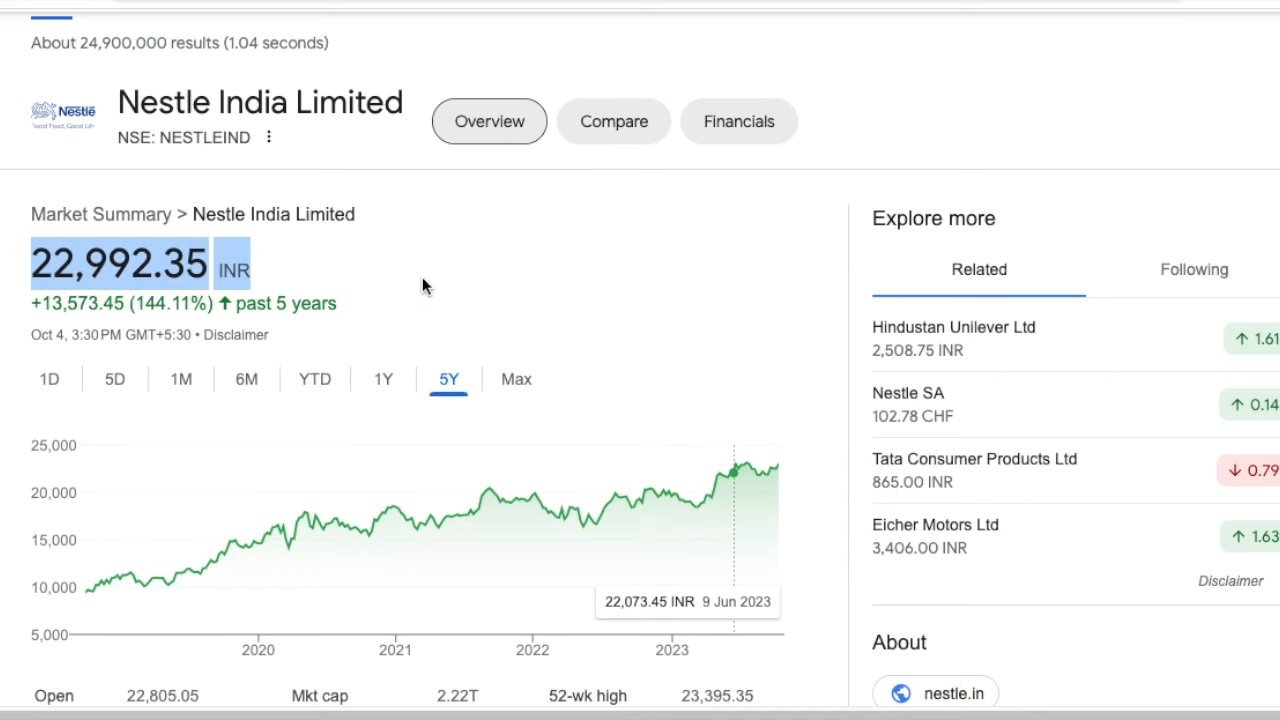 About 24,900,000 results (1.04 seconds)
Nestlé
Good Food, Good Life
Nestle India Limited
NSE: NESTLEIND
Overview
Compare
Financials
Market Summary > Nestle India Limited
22,992.35 INR
+13,573.45 (144.11%) ↑ past 5 years
Oct 4, 3:30 PM GMT+5:30 • Disclaimer
1D 5D 1M 6M YTD 1Y 5Y Max
25,000
20,000
15,000
10,000
5,000
22,073.45 INR 9 Jun 2023
2020 2021 2022 2023
Open 22,805.05 Mkt cap 2.22T 52-wk high 23,395.35
Explore more
Related Following
Hindustan Unilever Ltd
2,508.75 INR
↑ 1.61
Nestle SA
102.78 CHF
↑ 0.14
Tata Consumer Products Ltd
865.00 INR
↓ 0.79
Eicher Motors Ltd
3,406.00 INR
↑ 1.63
Disclaimer
About
nestle.in